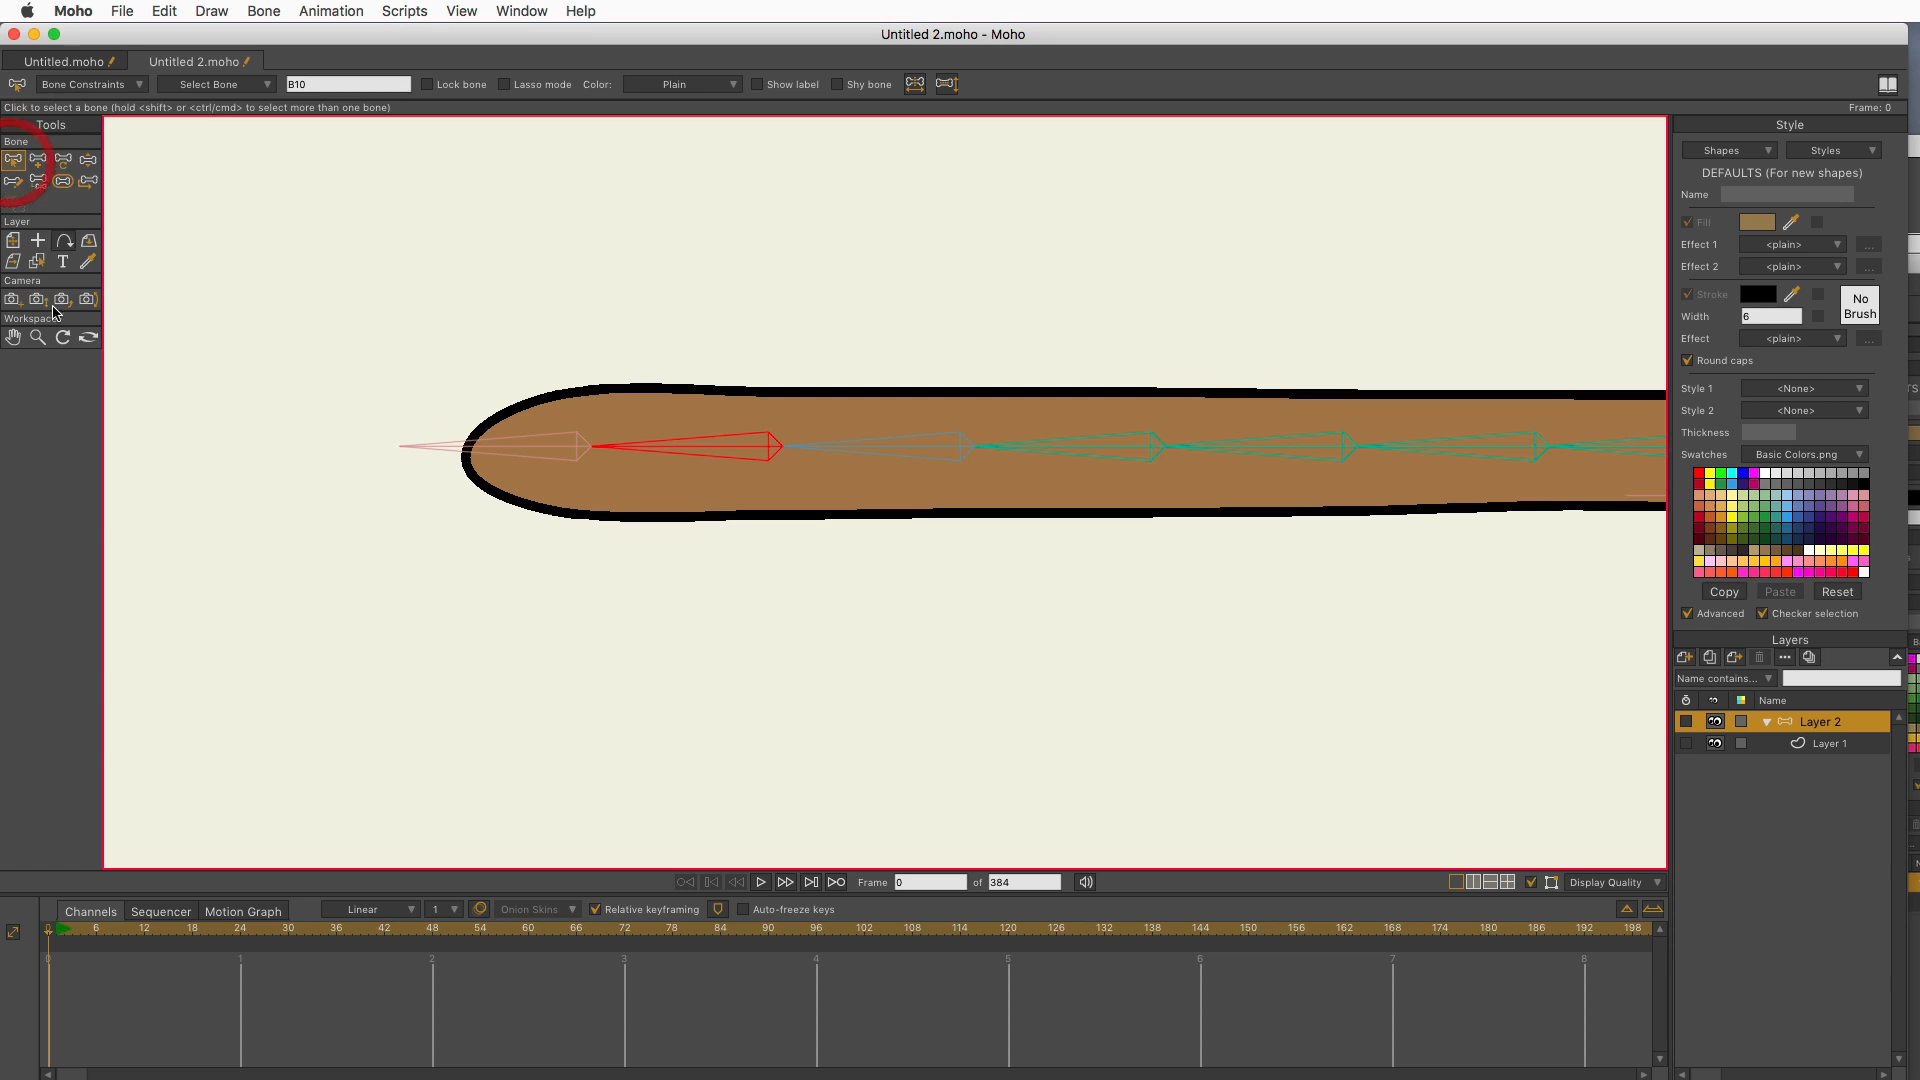 Moho File Edit Draw Bone Animation Scripts View Window Help
Untitled 2.moho - Moho
Untitled.moho Untitled 2.moho
Bone Constraints Select Bone B10 Lock bone Lasso mode Color: Plain Show label Shy bone
Click to select a bone (hold <shift> or <ctrl/cmd> to select more than one bone) Frame: 0
Tools
Bone
Layer
T
Camera
Workspace
Style
Shapes Styles
DEFAULTS (For new shapes)
Name
Fill
Effect 1 <plain> ...
Effect 2 <plain> ...
Stroke
No Brush
Width 6
Effect <plain> ...
Round caps
Style 1 <None>
Style 2 <None>
Thickness
Swatches Basic Colors.png
Copy Paste Reset
Advanced Checker selection
Layers
Name contains...
Name
Layer 2
Layer 1
Frame 0 of 384 Display Quality
Channels Sequencer Motion Graph Linear 1 Onion Skins Relative keyframing Auto-freeze keys
0 6 12 18 24 30 36 42 48 54 60 66 72 78 84 90 96 102 108 114 120 126 132 138 144 150 156 162 168 174 180 186 192 198
0 1 2 3 4 5 6 7 8